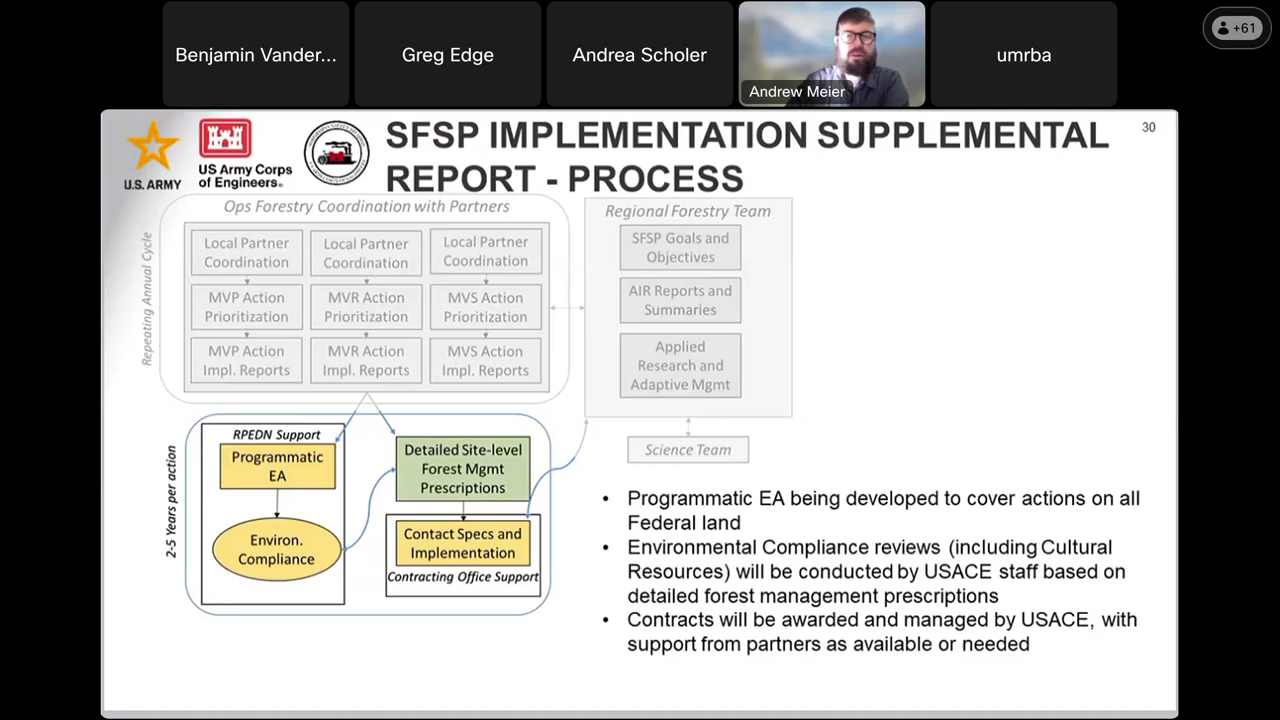 Benjamin Vander...
Greg Edge
Andrea Scholer
Andrew Meier
umrba
+61
U.S. ARMY
US Army Corps
of Engineers®
SFSP IMPLEMENTATION SUPPLEMENTAL
REPORT - PROCESS
30
Ops Forestry Coordination with Partners
Repeating Annual Cycle
Local Partner
Coordination
Local Partner
Coordination
Local Partner
Coordination
MVP Action
Prioritization
MVR Action
Prioritization
MVS Action
Prioritization
MVP Action
Impl. Reports
MVR Action
Impl. Reports
MVS Action
Impl. Reports
Regional Forestry Team
SFSP Goals and
Objectives
AIR Reports and
Summaries
Applied
Research and
Adaptive Mgmt
Science Team
2-5 Years per action
RPEDN Support
Programmatic
EA
Environ.
Compliance
Detailed Site-level
Forest Mgmt
Prescriptions
Contact Specs and
Implementation
Contracting Office Support
• Programmatic EA being developed to cover actions on all
Federal land
• Environmental Compliance reviews (including Cultural
Resources) will be conducted by USACE staff based on
detailed forest management prescriptions
• Contracts will be awarded and managed by USACE, with
support from partners as available or needed